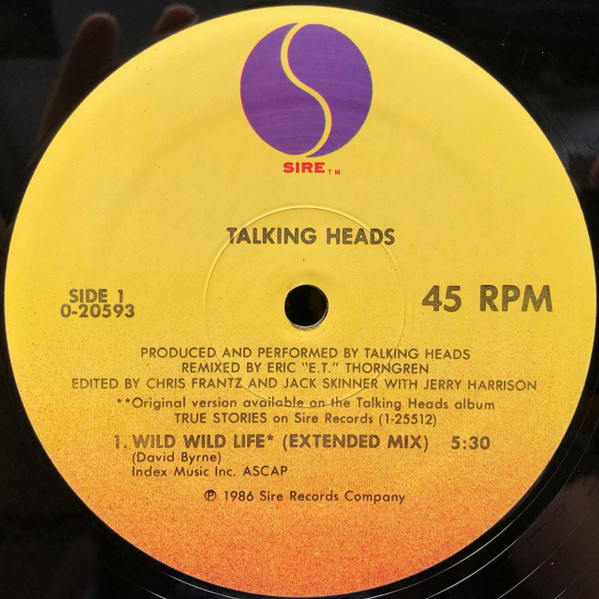 SIRE™
TALKING HEADS
SIDE 1
0-20593
45 RPM
PRODUCED AND PERFORMED BY TALKING HEADS
REMIXED BY ERIC "E.T." THORNGREN
EDITED BY CHRIS FRANTZ AND JACK SKINNER WITH JERRY HARRISON
**Original version available on the Talking Heads album
TRUE STORIES on Sire Records (1-25512)
1. WILD WILD LIFE* (EXTENDED MIX) 5:30
(David Byrne)
Index Music Inc. ASCAP
℗ 1986 Sire Records Company